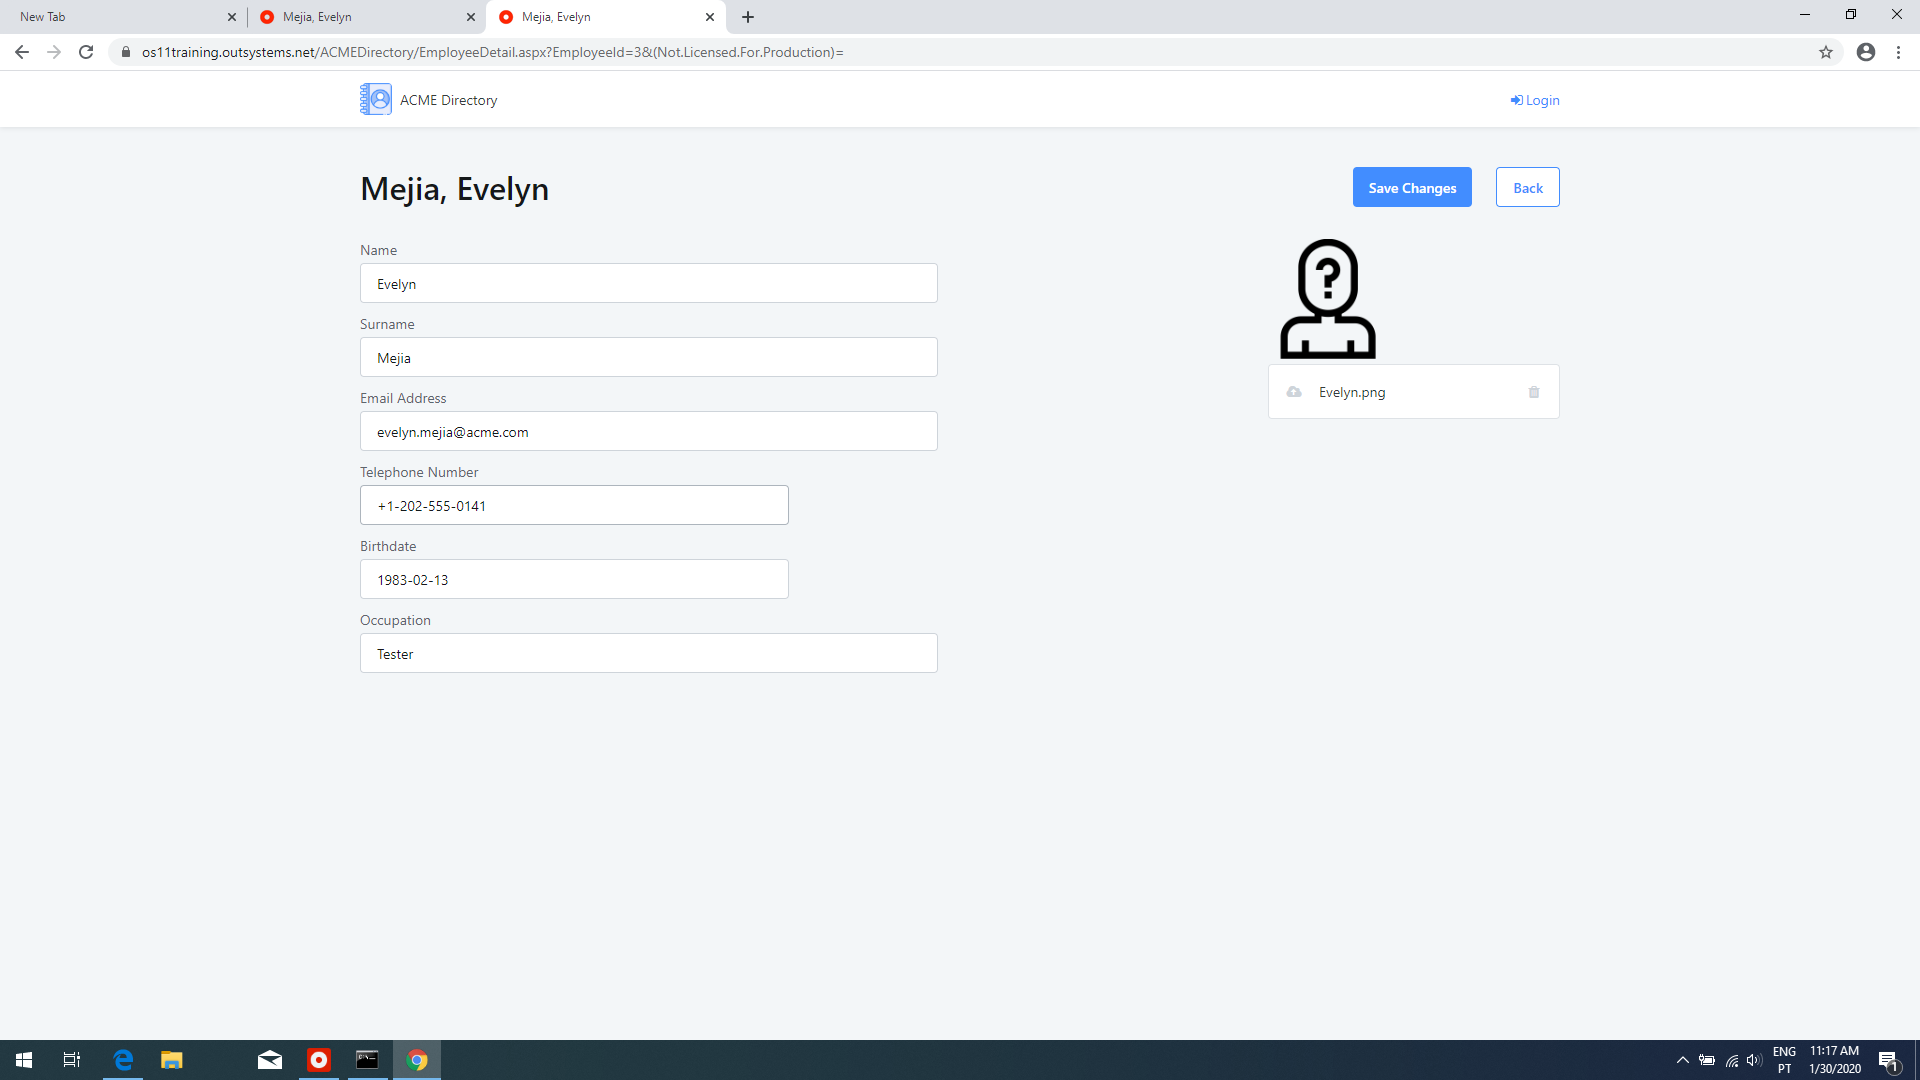 New Tab
Mejia, Evelyn
Mejia, Evelyn
os11training.outsystems.net/ACMEDirectory/EmployeeDetail.aspx?EmployeeId=3&(Not.Licensed.For.Production)=
ACME Directory
Login
Mejia, Evelyn
Save Changes
Back
Name
Evelyn
Surname
Mejia
Email Address
evelyn.mejia@acme.com
Telephone Number
+1-202-555-0141
Birthdate
1983-02-13
Occupation
Tester
?
Evelyn.png
ENG
PT
11:17 AM
1/30/2020
1